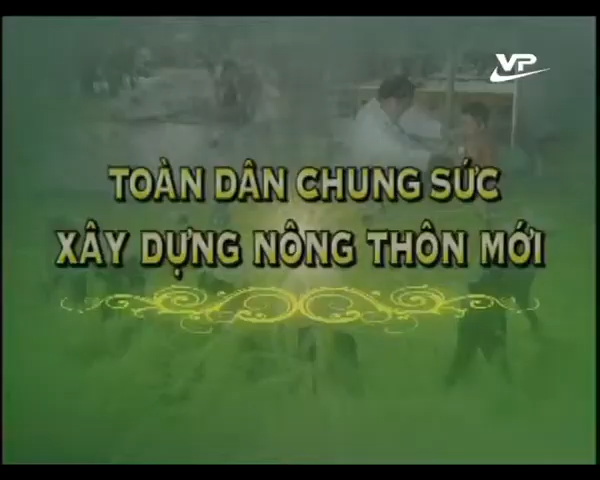 VP
TOÀN DÂN CHUNG SỨC
XÂY DỰNG NÔNG THÔN MỚI